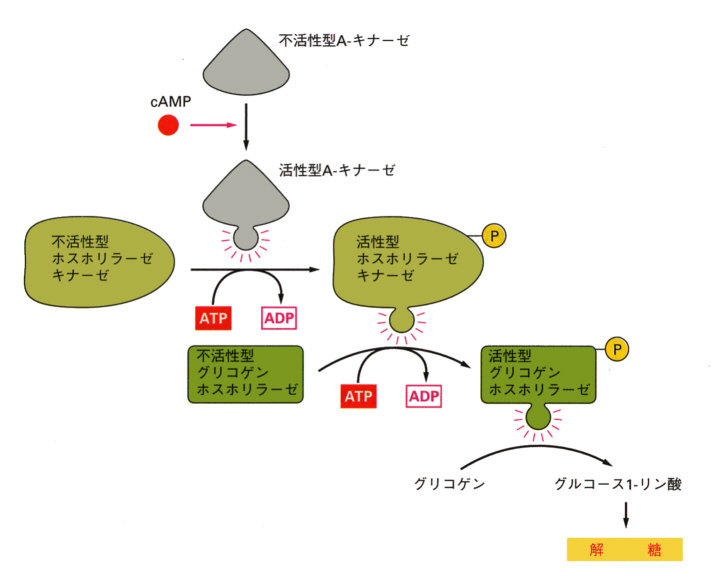 不活性型A-キナーゼ
cAMP
活性型A-キナーゼ
不活性型
ホスホリラーゼ
キナーゼ
活性型
ホスホリラーゼ
キナーゼ
P
ATP
ADP
不活性型
グリコゲン
ホスホリラーゼ
ATP
ADP
活性型
グリコゲン
ホスホリラーゼ
P
グリコゲン
グルコース1-リン酸
解 糖